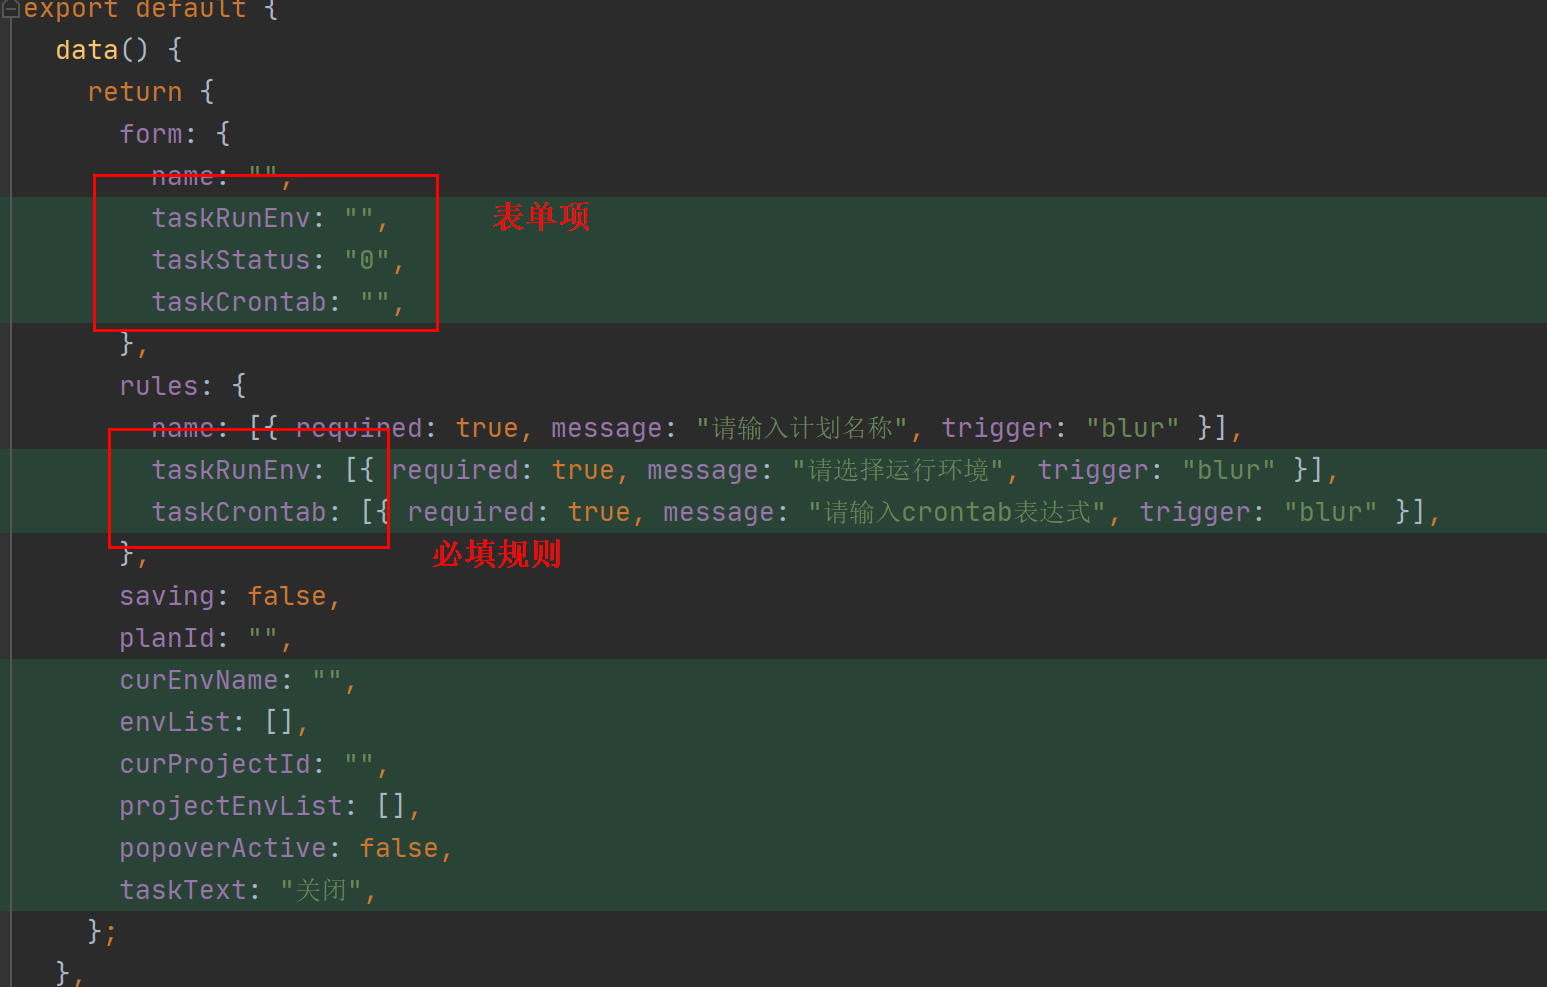 export default {
data() {
return {
form: {
name: "",
taskRunEnv: "",
表单项
taskStatus: "0",
taskCrontab: "",
},
rules: {
name: [{ required: true, message: "请输入计划名称", trigger: "blur" }],
taskRunEnv: [{ required: true, message: "请选择运行环境", trigger: "blur" }],
taskCrontab: [{ required: true, message: "请输入crontab表达式", trigger: "blur" }],
},
必填规则
saving: false,
planId: "",
curEnvName: "",
envList: [],
curProjectId: "",
projectEnvList: [],
popoverActive: false,
taskText: "关闭",
};
},